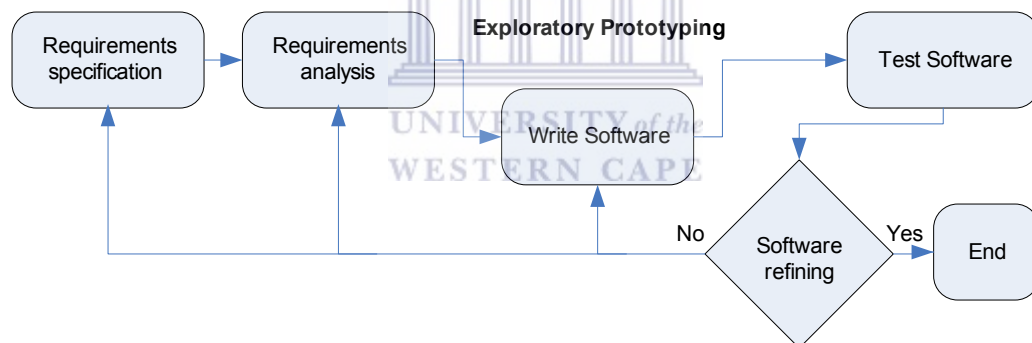 Exploratory Prototyping
Requirements
specification
Requirements
analysis
Test Software
UNIVERSITY of the
WESTERN CAPE
Write Software
No
Software
refining
Yes
End